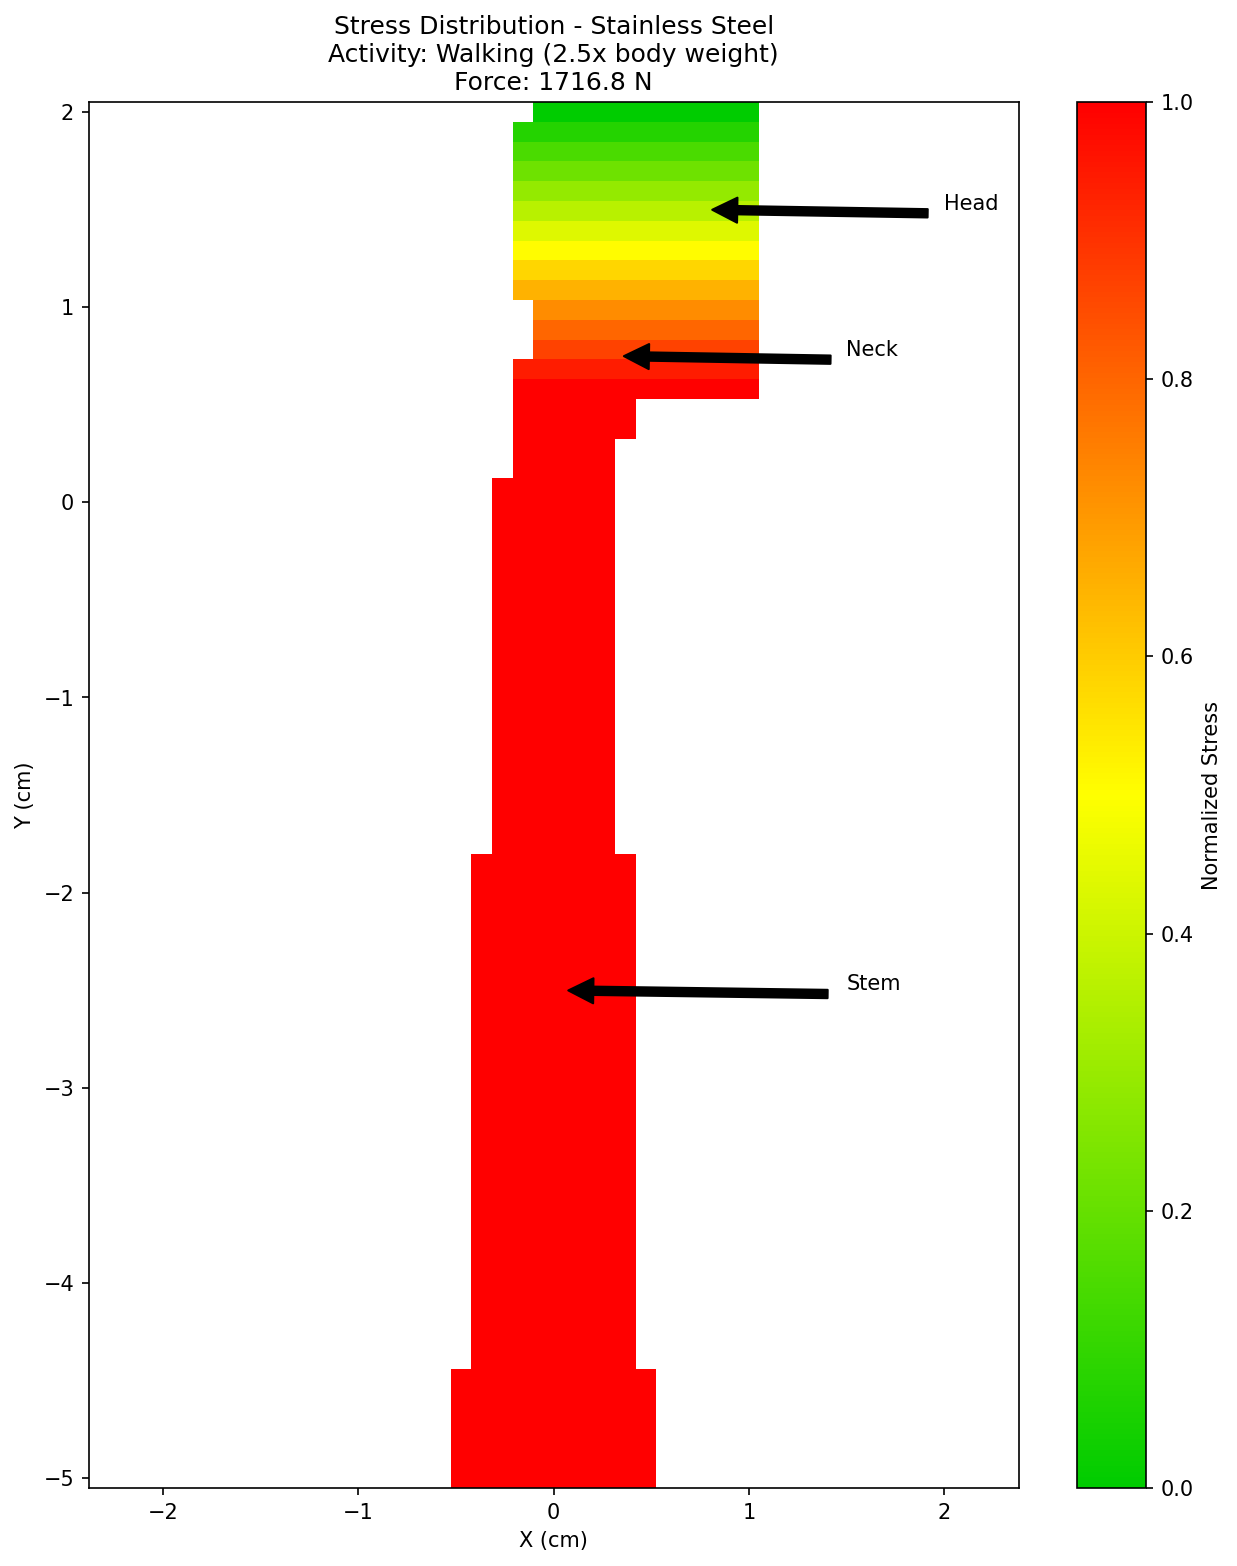 Stress Distribution - Stainless Steel
Activity: Walking (2.5x body weight)
Force: 1716.8 N
2
1
0
−1
−2
−3
−4
−5
Y (cm)
−2
−1
0
1
2
X (cm)
Head
Neck
Stem
1.0
0.8
0.6
0.4
0.2
0.0
Normalized Stress